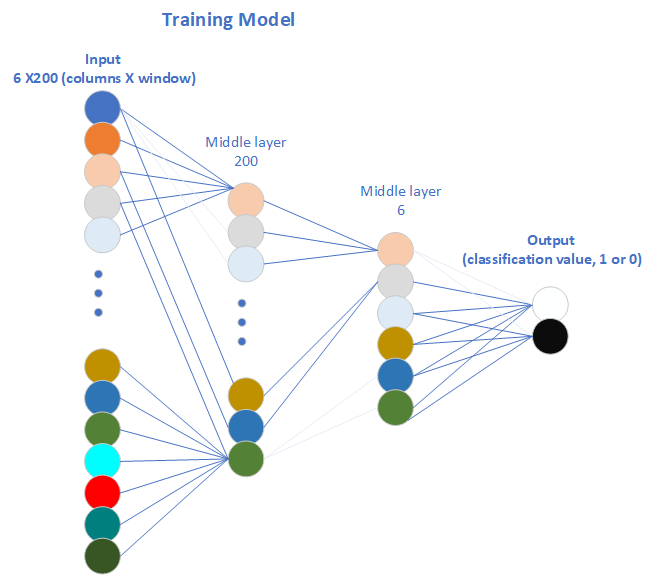 Training Model
Input
6 X200 (columns X window)
Middle layer
200
Middle layer
6
Output
(classification value, 1 or 0)